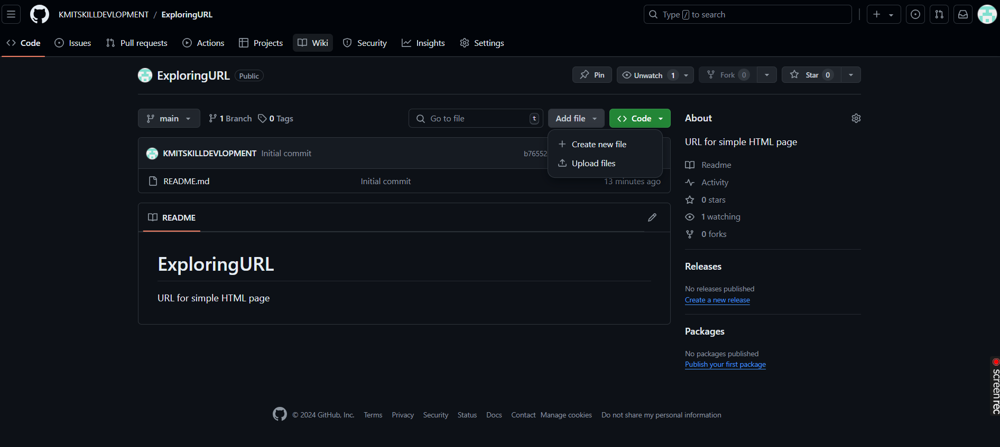 KMITSKILLDEVLOPMENT / ExploringURL
Type / to search
Code Issues Pull requests Actions Projects Wiki Security Insights Settings
ExploringURL Public
Pin Unwatch 1 Fork 0 Star 0
main 1 Branch 0 Tags Go to file t Add file Code
Create new file
Upload files
KMITSKILLDEVLOPMENT Initial commit b76552
README.md Initial commit 13 minutes ago
README
ExploringURL
URL for simple HTML page
About
URL for simple HTML page
Readme
Activity
0 stars
1 watching
0 forks
Releases
No releases published
Create a new release
Packages
No packages published
Publish your first package
© 2024 GitHub, Inc. Terms Privacy Security Status Docs Contact Manage cookies Do not share my personal information
screenrec